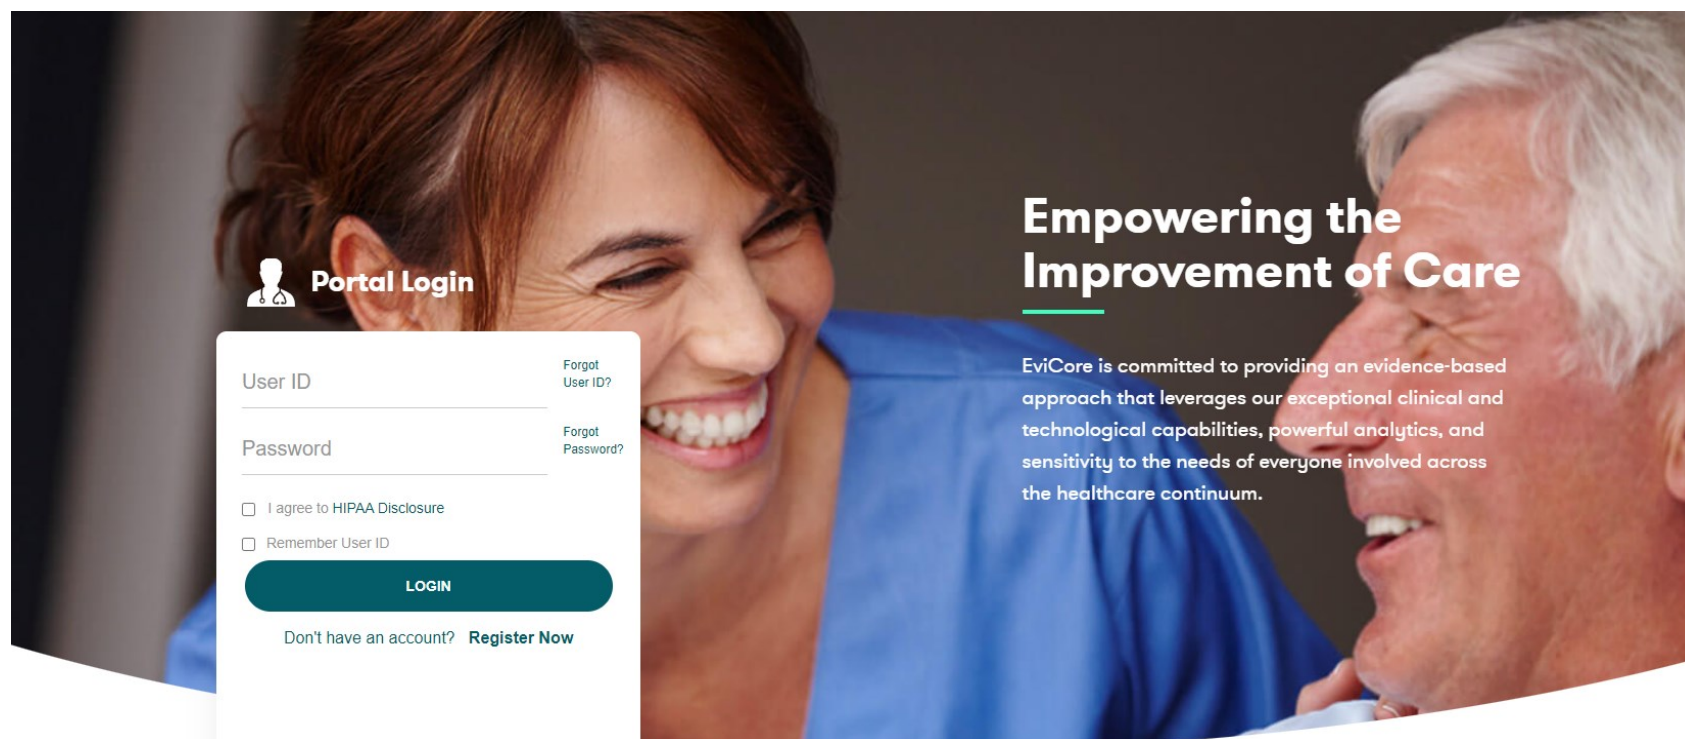 Portal Login
User ID
Forgot
User ID?
Password
Forgot
Password?
I agree to HIPAA Disclosure
Remember User ID
LOGIN
Don't have an account? Register Now
Empowering the
Improvement of Care
EviCore is committed to providing an evidence-based
approach that leverages our exceptional clinical and
technological capabilities, powerful analytics, and
sensitivity to the needs of everyone involved across
the healthcare continuum.